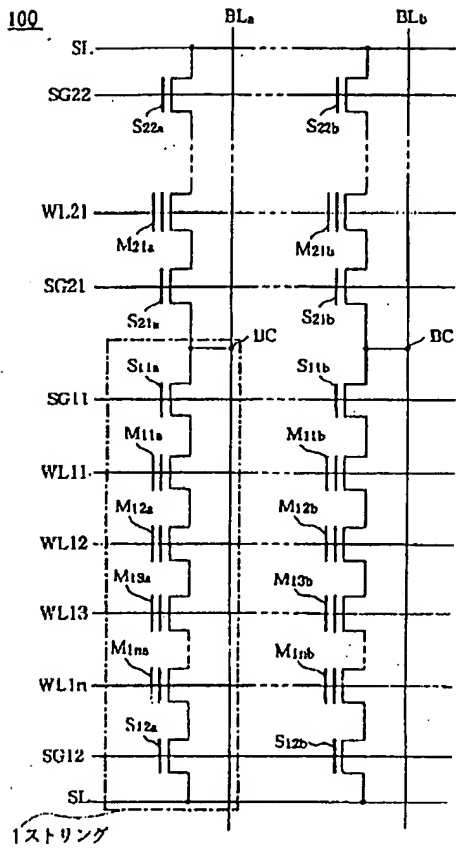 100
BLa BLb
SL
SG22
S22a S22b
WL21
M21a M21b
SG21
S21a S21b
BC BC
S11a S11b
SG11
M11a M11b
WL11
M12a M12b
WL12
M13a M13b
WL13
M1na M1nb
WL1n
S12a S12b
SG12
SL
1ストリング